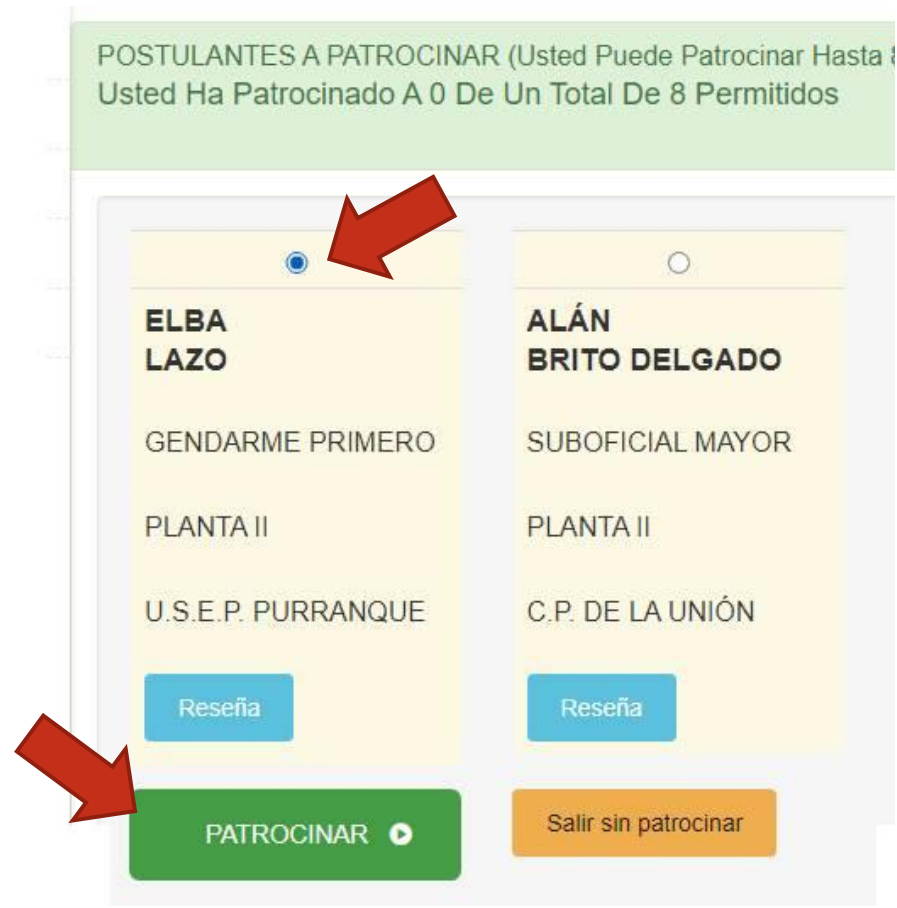 POSTULANTES A PATROCINAR (Usted Puede Patrocinar Hasta
Usted Ha Patrocinado A 0 De Un Total De 8 Permitidos
ELBA
LAZO
GENDARME PRIMERO
PLANTA II
U.S.E.P. PURRANQUE
Reseña
ALÁN
BRITO DELGADO
SUBOFICIAL MAYOR
PLANTA II
C.P. DE LA UNIÓN
Reseña
PATROCINAR
Salir sin patrocinar